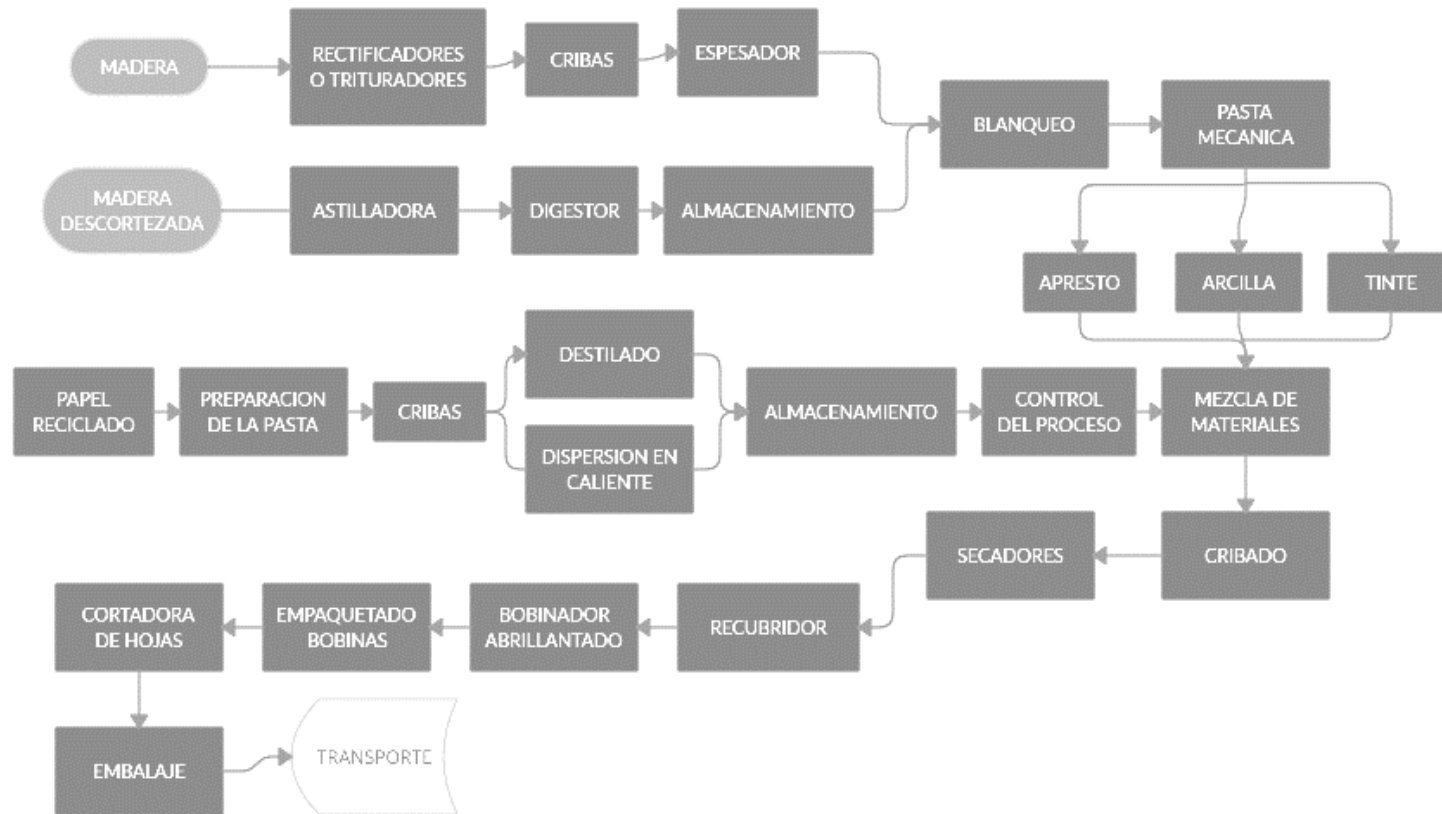 MADERA
RECTIFICADORES
O TRITURADORES
CRIBAS
ESPESADOR
BLANQUEO
PASTA
MECANICA
MADERA
DESCORTEZADA
ASTILLADORA
DIGESTOR
ALMACENAMIENTO
APRESTO
ARCILLA
TINTE
PAPEL
RECICLADO
PREPARACION
DE LA PASTA
CRIBAS
DESTILADO
DISPERSION EN
CALIENTE
ALMACENAMIENTO
CONTROL
DEL PROCESO
MEZCLA DE
MATERIALES
CRIBADO
SECADORES
RECUBRIDOR
BOBINADOR
ABRILLANTADO
EMPAQUETADO
BOBINAS
CORTADORA
DE HOJAS
EMBALAJE
TRANSPORTE